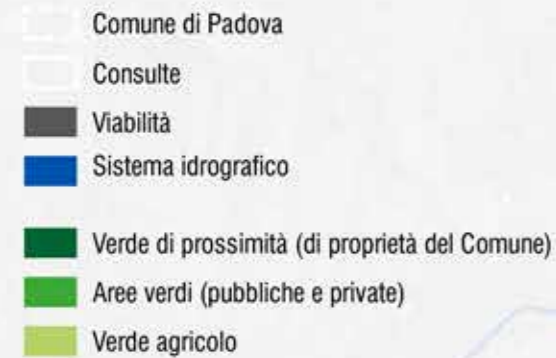 Comune di Padova
Consulte
Viabilità
Sistema idrografico
Verde di prossimità (di proprietà del Comune)
Aree verdi (pubbliche e private)
Verde agricolo